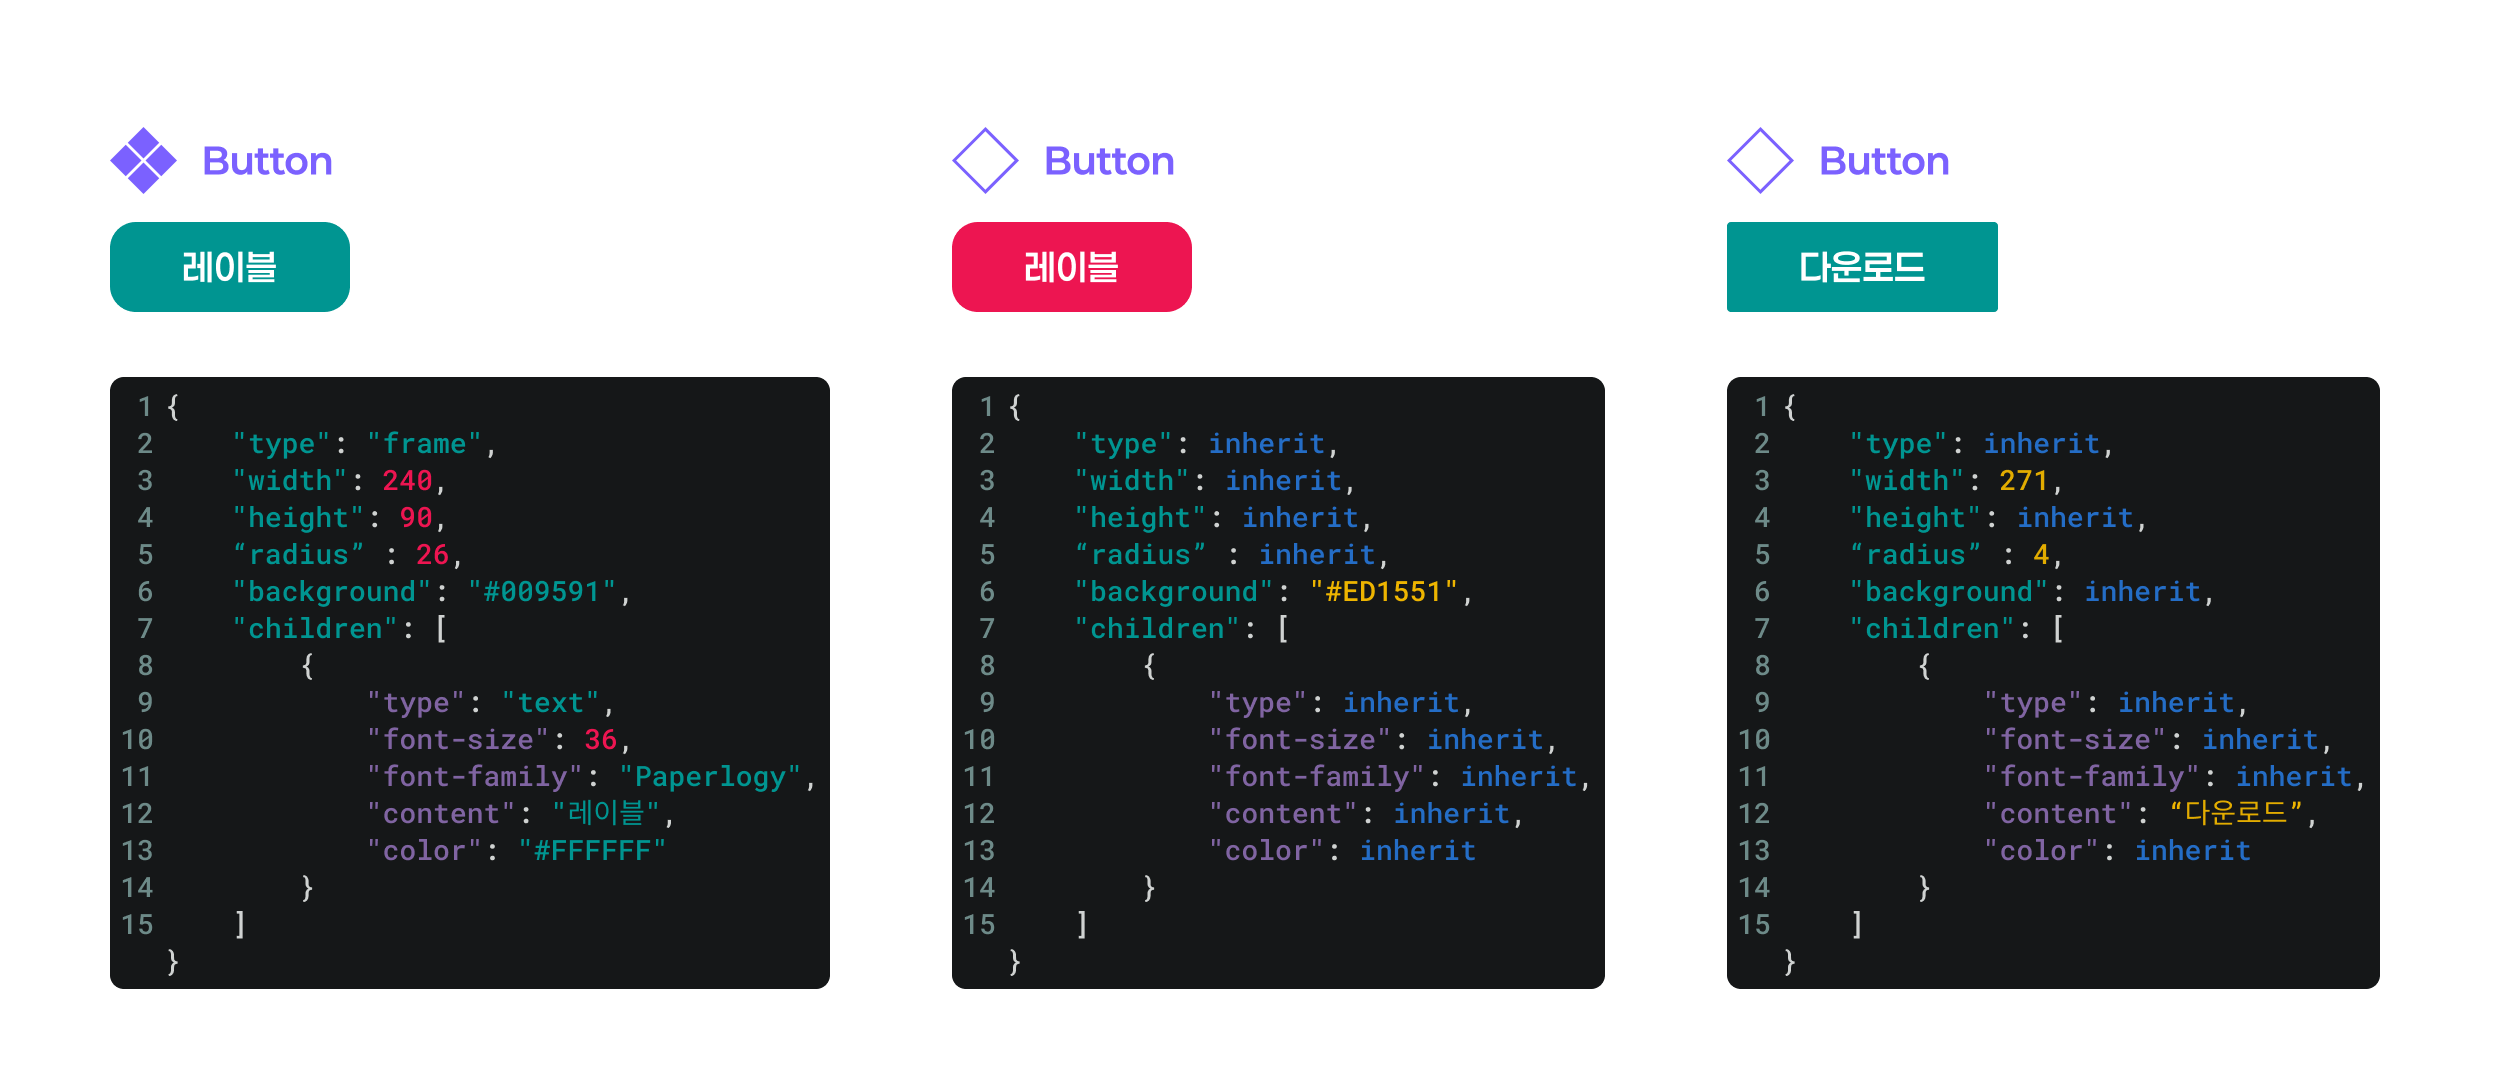 Button
레이블
1 {
2 "type": "frame",
3 "width": 240,
4 "height": 90,
5 “radius” : 26,
6 "background": "#009591",
7 "children": [
8 {
9 "type": "text",
10 "font-size": 36,
11 "font-family": "Paperlogy",
12 "content": "레이블",
13 "color": "#FFFFFF"
14 }
15 ]
}
Button
레이블
1 {
2 "type": inherit,
3 "width": inherit,
4 "height": inherit,
5 “radius” : inherit,
6 "background": "#ED1551",
7 "children": [
8 {
9 "type": inherit,
10 "font-size": inherit,
11 "font-family": inherit,
12 "content": inherit,
13 "color": inherit
14 }
15 ]
}
Button
다운로드
1 {
2 "type": inherit,
3 "width": 271,
4 "height": inherit,
5 “radius” : 4,
6 "background": inherit,
7 "children": [
8 {
9 "type": inherit,
10 "font-size": inherit,
11 "font-family": inherit,
12 "content": “다운로드”,
13 "color": inherit
14 }
15 ]
}